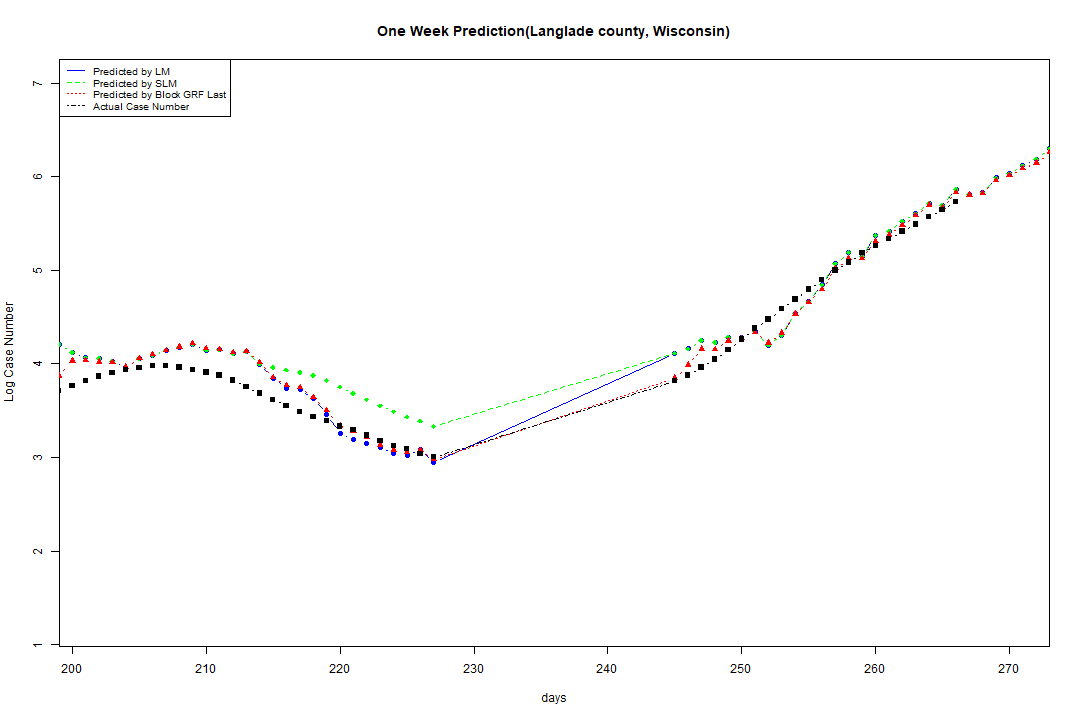 One Week Prediction(Langlade county, Wisconsin)
Predicted by LM
Predicted by SLM
Predicted by Block GRF Last
Actual Case Number
7
6
5
4
3
2
1
Log Case Number
200 210 220 230 240 250 260 270
days